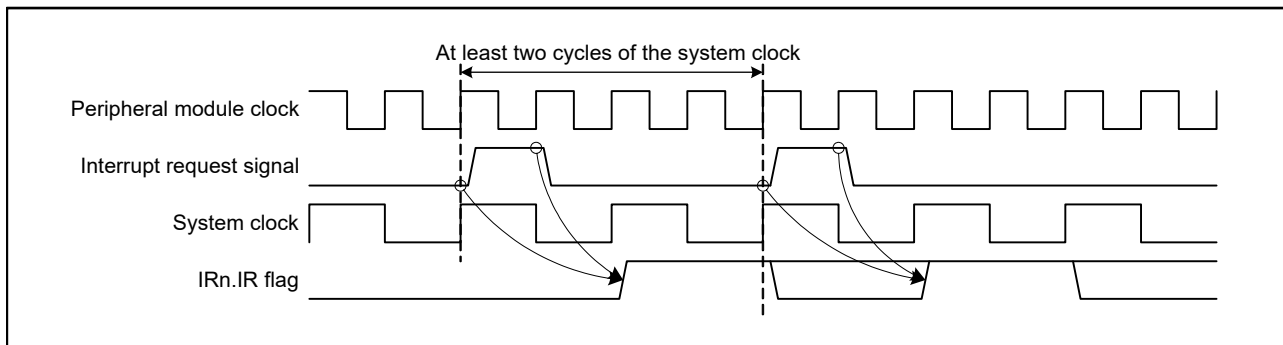 At least two cycles of the system clock
Peripheral module clock
Interrupt request signal
System clock
IRn.IR flag